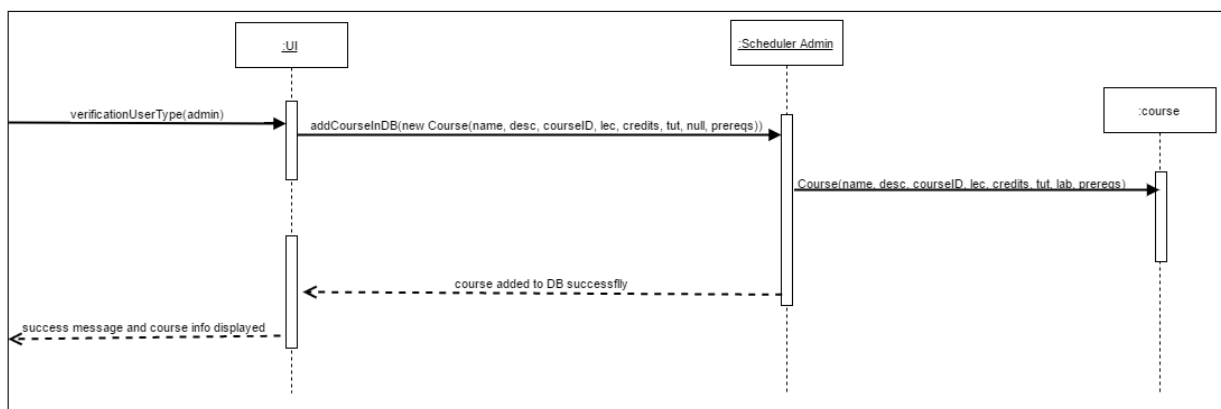 :UI
:Scheduler Admin
verificationUserType(admin)
addCourseInDB(new Course(name, desc, courseID, lec, credits, tut, null, prereqs))
:course
Course(name, desc, courseID, lec, credits, tut, lab, prereqs)
course added to DB successflly
success message and course info displayed